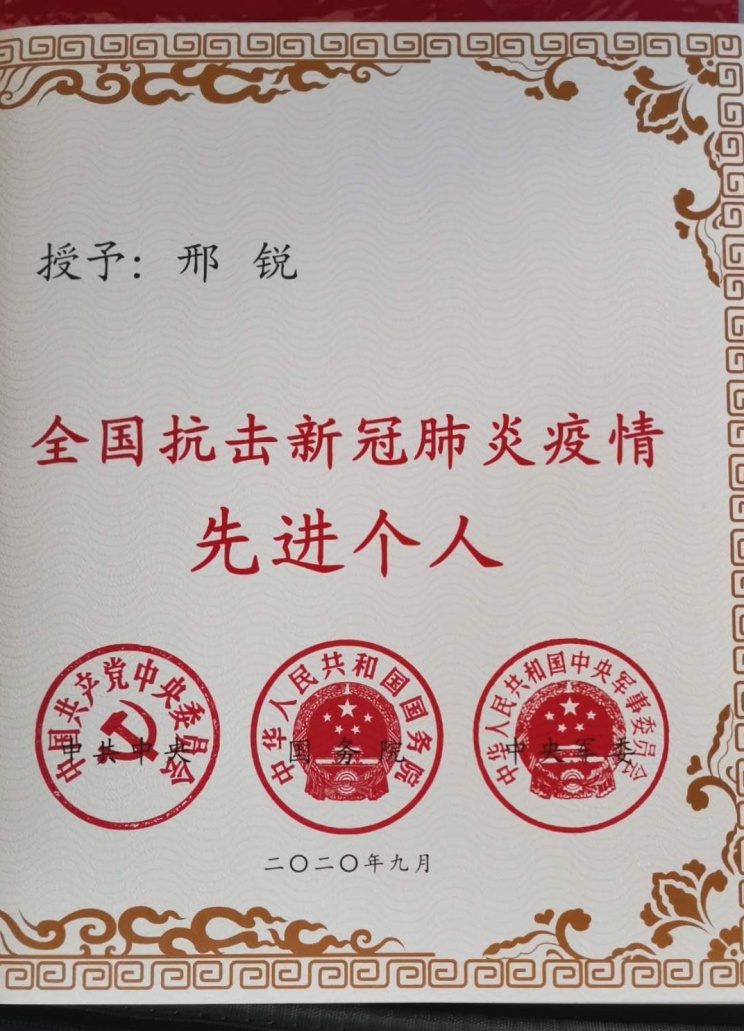 授予：邢 锐
全国抗击新冠肺炎疫情
先进个人
中国共产党中央委员会
中共中央
中华人民共和国国务院
国务院
中华人民共和国中央军事委员会
中央军委
二〇二〇年九月